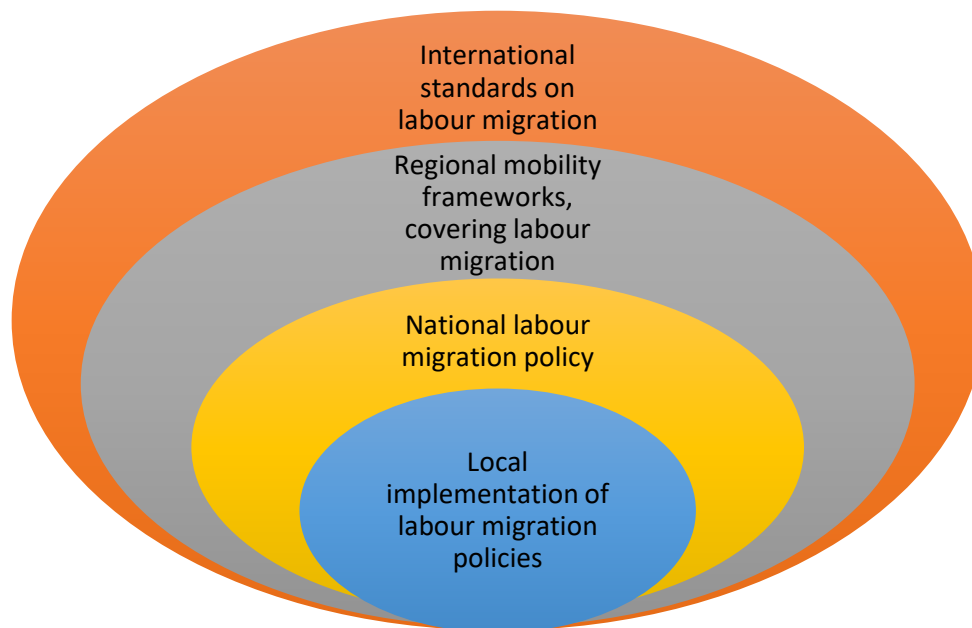 International
standards on
labour migration
Regional mobility
frameworks,
covering labour
migration
National labour
migration policy
Local
implementation of
labour migration
policies